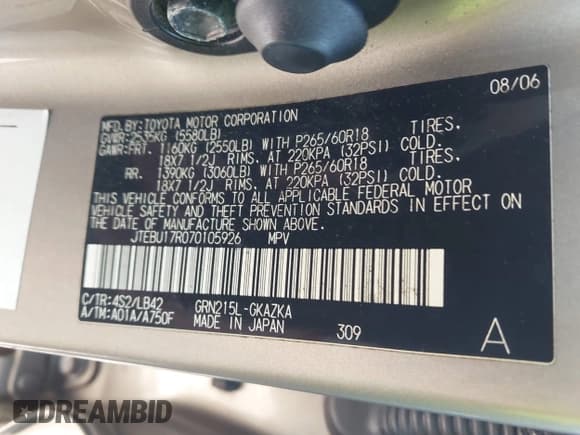 08/06
MFD. BY: TOYOTA MOTOR CORPORATION
GVWR: 2535KG (5580LB)
GAWR: FRT. 1160KG (2550LB) WITH P265/60R18 TIRES,
18X7 1/2J RIMS, AT 220KPA (32PSI) COLD.
RR. 1390KG (3060LB) WITH P265/60R18 TIRES,
18X7 1/2J RIMS, AT 220KPA (32PSI) COLD.
THIS VEHICLE CONFORMS TO ALL APPLICABLE FEDERAL MOTOR
VEHICLE SAFETY AND THEFT PREVENTION STANDARDS IN EFFECT ON
THE DATE OF MANUFACTURE SHOWN ABOVE.
JTEBU17R070105926 MPV
C/TR: 4S2/LB42 GRN215L-GKAZKA
A/TM: A01A/A750F MADE IN JAPAN 309 A
DREAMBID